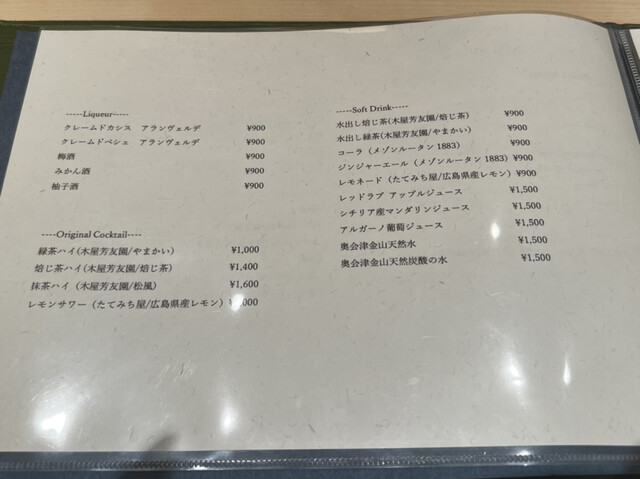 -----Liqueur-----
クレームドカシス アランヴェルデ ¥900
クレームドペシェ アランヴェルデ ¥900
梅酒 ¥900
みかん酒 ¥900
柚子酒 ¥900
----Original Cocktail----
緑茶ハイ(木屋芳友園/やまかい) ¥1,000
焙じ茶ハイ(木屋芳友園/焙じ茶) ¥1,400
抹茶ハイ(木屋芳友園/松風) ¥1,600
レモンサワー(たてみち屋/広島県産レモン)
-----Soft Drink-----
水出し焙じ茶(木屋芳友園/焙じ茶) ¥900
水出し緑茶(木屋芳友園/やまかい) ¥900
コーラ(メゾンルータン 1883) ¥900
ジンジャーエール(メゾンルータン 1883) ¥900
レモネード(たてみち屋/広島県産レモン) ¥900
レッドラブ アップルジュース ¥1,500
シチリア産マンダリンジュース ¥1,500
アルガーノ葡萄ジュース ¥1,500
奥会津金山天然水 ¥1,500
奥会津金山天然炭酸の水 ¥1,500